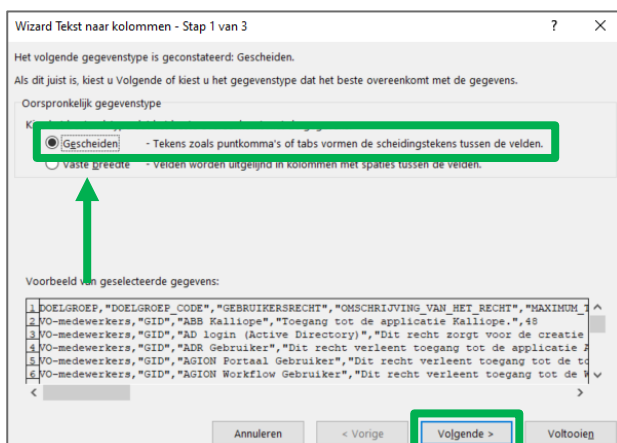 Wizard Tekst naar kolommen - Stap 1 van 3
Het volgende gegevenstype is geconstateerd: Gescheiden.
Als dit juist is, kiest u Volgende of kiest u het gegevenstype dat het beste overeenkomt met de gegevens.
Oorspronkelijk gegevenstype
Gescheiden - Tekens zoals puntkomma's of tabs vormen de scheidingstekens tussen de velden.
Vaste breedte - Velden worden uitgelijnd in kolommen met spaties tussen de velden.
Voorbeeld van geselecteerde gegevens:
1 DOELGROEP,"DOELGROEP_CODE","GEBRUIKERSRECHT","OMSCHRIJVING_VAN_HET_RECHT","MAXIMUM_T
2 VO-medewerkers,"GID","ABB Kalliope","Toegang tot de applicatie Kalliope.",48
3 VO-medewerkers,"GID","AD login (Active Directory)","Dit recht zorgt voor de creatie
4 VO-medewerkers,"GID","ADR Gebruiker","Dit recht verleent toegang tot de applicatie A
5 VO-medewerkers,"GID","AGION Portaal Gebruiker","Dit recht verleent toegang tot de to
6 VO-medewerkers,"GID","AGION Workflow Gebruiker","Dit recht verleent toegang tot de W
Annuleren < Vorige Volgende > Voltooien